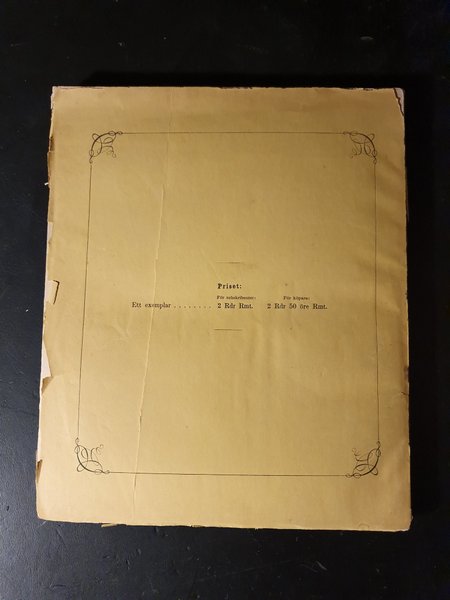 Priset:
För subskribenter: För köpare:
Ett exemplar . . . . . . . . 2 Rdr Rmt. 2 Rdr 50 öre Rmt.